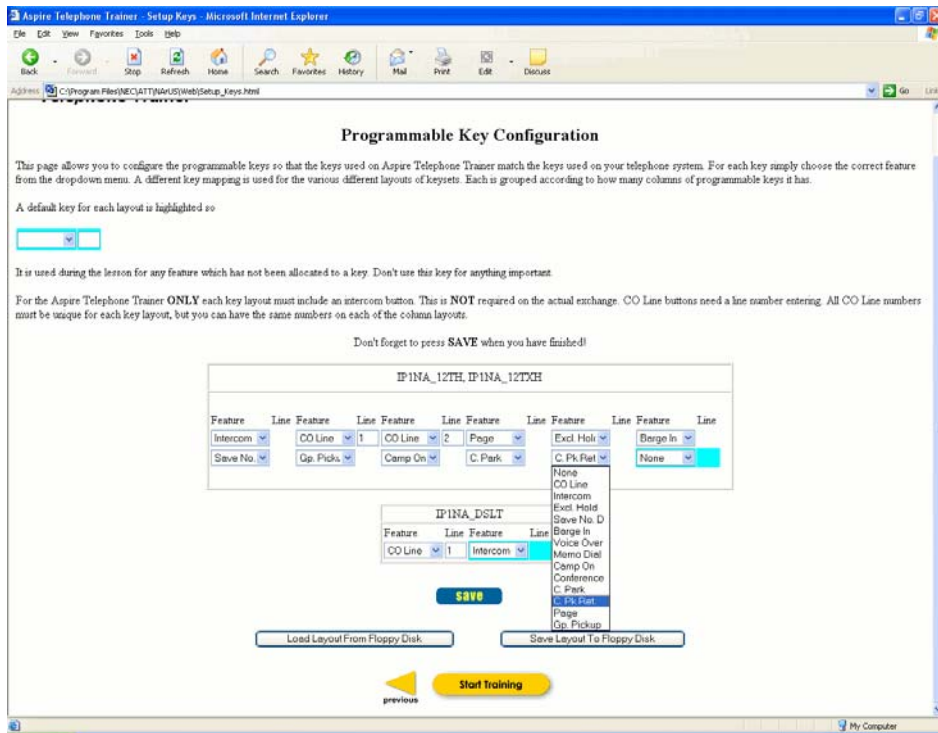 Aspire Telephone Trainer - Setup Keys - Microsoft Internet Explorer
File Edit View Favorites Tools Help
Back Forward Stop Refresh Home Search Favorites History Mail Print Edit Discuss
Address C:\Program Files\NEC\ATT\NArUS\Web\Setup_Keys.html Go
Telephone Trainer
Programmable Key Configuration
This page allows you to configure the programmable keys so that the keys used on Aspire Telephone Trainer match the keys used on your telephone system. For each key simply choose the correct feature
from the dropdown menu. A different key mapping is used for the various different layouts of keysets. Each is grouped according to how many columns of programmable keys it has.
A default key for each layout is highlighted so
It is used during the lesson for any feature which has not been allocated to a key. Don't use this key for anything important.
For the Aspire Telephone Trainer ONLY each key layout must include an intercom button. This is NOT required on the actual exchange. CO Line buttons need a line number entering. All CO Line numbers
must be unique for each key layout, but you can have the same numbers on each of the column layouts.
Don't forget to press SAVE when you have finished!
IP1NA_12TH, IP1NA_12TXH
Feature Line Feature Line Feature Line Feature Line Feature Line Feature Line
Intercom CO Line 1 CO Line 2 Page Excl. Hol Barge In
Save No. Gp. Picku Camp On C. Park C. Pk Ret None
None
CO Line
Intercom
Excl. Hold
Save No. D
Barge In
Voice Over
Memo Dial
Camp On
Conference
C. Park
C. Pk Ret.
Page
Gp. Pickup
IP1NA_DSLT
Feature Line Feature Line
CO Line 1 Intercom
save
Load Layout From Floppy Disk Save Layout To Floppy Disk
previous Start Training
My Computer